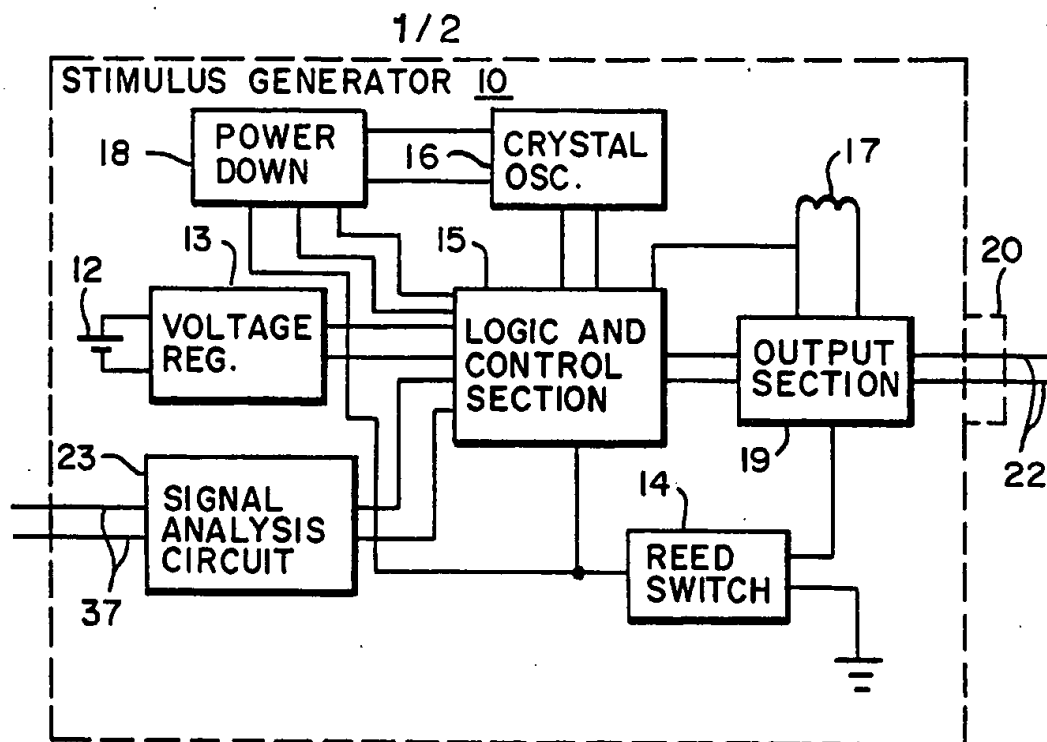 1/2
STIMULUS GENERATOR 10
18
POWER
DOWN
16
CRYSTAL
OSC.
17
12
13
15
20
VOLTAGE
REG.
LOGIC AND
CONTROL
SECTION
OUTPUT
SECTION
19
22
23
SIGNAL
ANALYSIS
CIRCUIT
37
14
REED
SWITCH